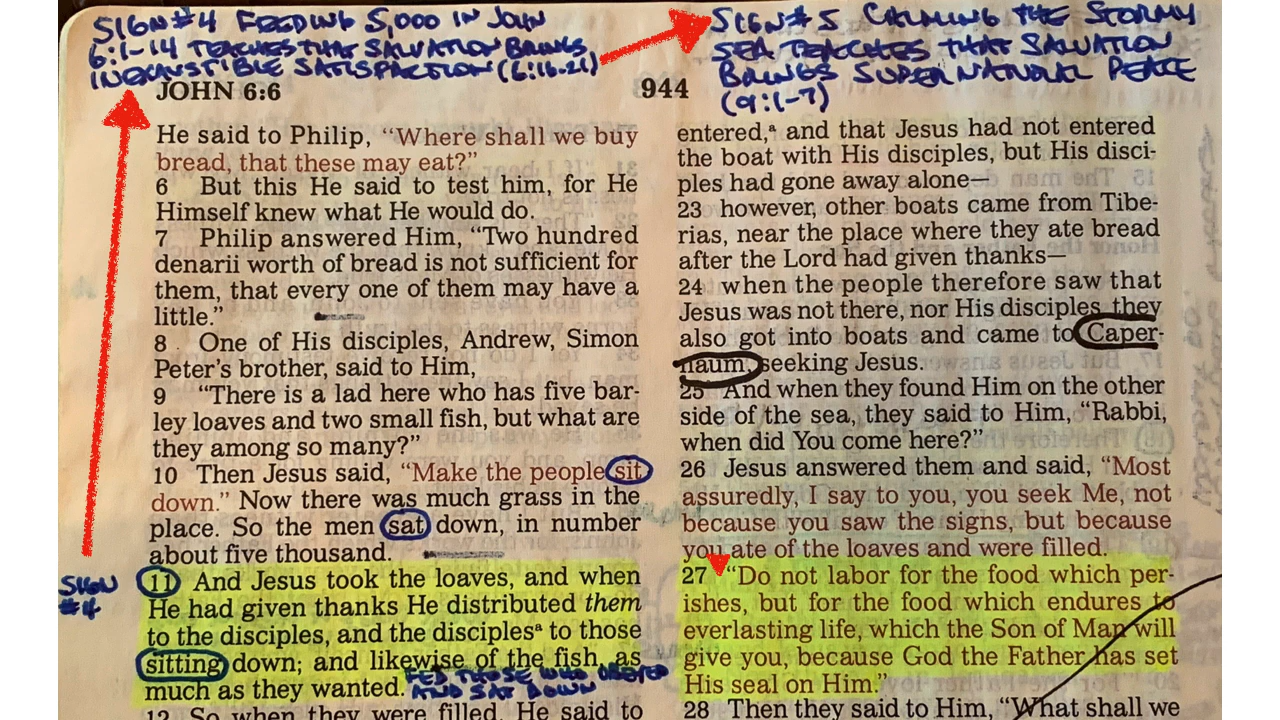 SIGN #4 FEEDING 5,000 IN JOHN
6:1-14 TEACHES THAT SALVATION BRINGS
INEXAUSTIBLE SATISFACTION (6:16-21)
SIGN #5 CALMING THE STORMY
SEA TEACHES THAT SALVATION
BRINGS SUPERNATURAL PEACE
(9:1-7)
JOHN 6:6
944
He said to Philip, “Where shall we buy
bread, that these may eat?”
6 But this He said to test him, for He
Himself knew what He would do.
7 Philip answered Him, “Two hundred
denarii worth of bread is not sufficient for
them, that every one of them may have a
little.”
8 One of His disciples, Andrew, Simon
Peter’s brother, said to Him,
9 “There is a lad here who has five bar-
ley loaves and two small fish, but what are
they among so many?”
10 Then Jesus said, “Make the people sit
down.” Now there was much grass in the
place. So the men sat down, in number
about five thousand.
SIGN
#4
11 And Jesus took the loaves, and when
He had given thanks He distributed them
to the disciples, and the disciplesª to those
sitting down; and likewise of the fish, as
much as they wanted.
FED THOSE WHO OBEYED
AND SAT DOWN
12 So when they were filled, He said to
entered,ª and that Jesus had not entered
the boat with His disciples, but His disci-
ples had gone away alone—
23 however, other boats came from Tibe-
rias, near the place where they ate bread
after the Lord had given thanks—
24 when the people therefore saw that
Jesus was not there, nor His disciples, they
also got into boats and came to Caper-
naum, seeking Jesus.
25 And when they found Him on the other
side of the sea, they said to Him, “Rabbi,
when did You come here?”
26 Jesus answered them and said, “Most
assuredly, I say to you, you seek Me, not
because you saw the signs, but because
you ate of the loaves and were filled.
27 “Do not labor for the food which per-
ishes, but for the food which endures to
everlasting life, which the Son of Man will
give you, because God the Father has set
His seal on Him.”
28 Then they said to Him, “What shall we